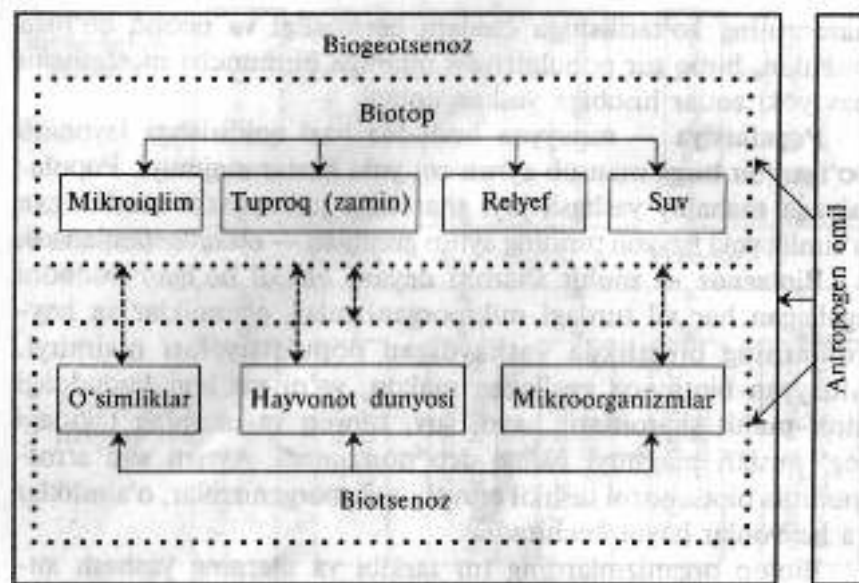 Biogeotsenoz
Biotop
Mikroiqlim
Tuproq (zamin)
Relyef
Suv
O‘simliklar
Hayvonot dunyosi
Mikroorganizmlar
Biotsenoz
Antropogen omil